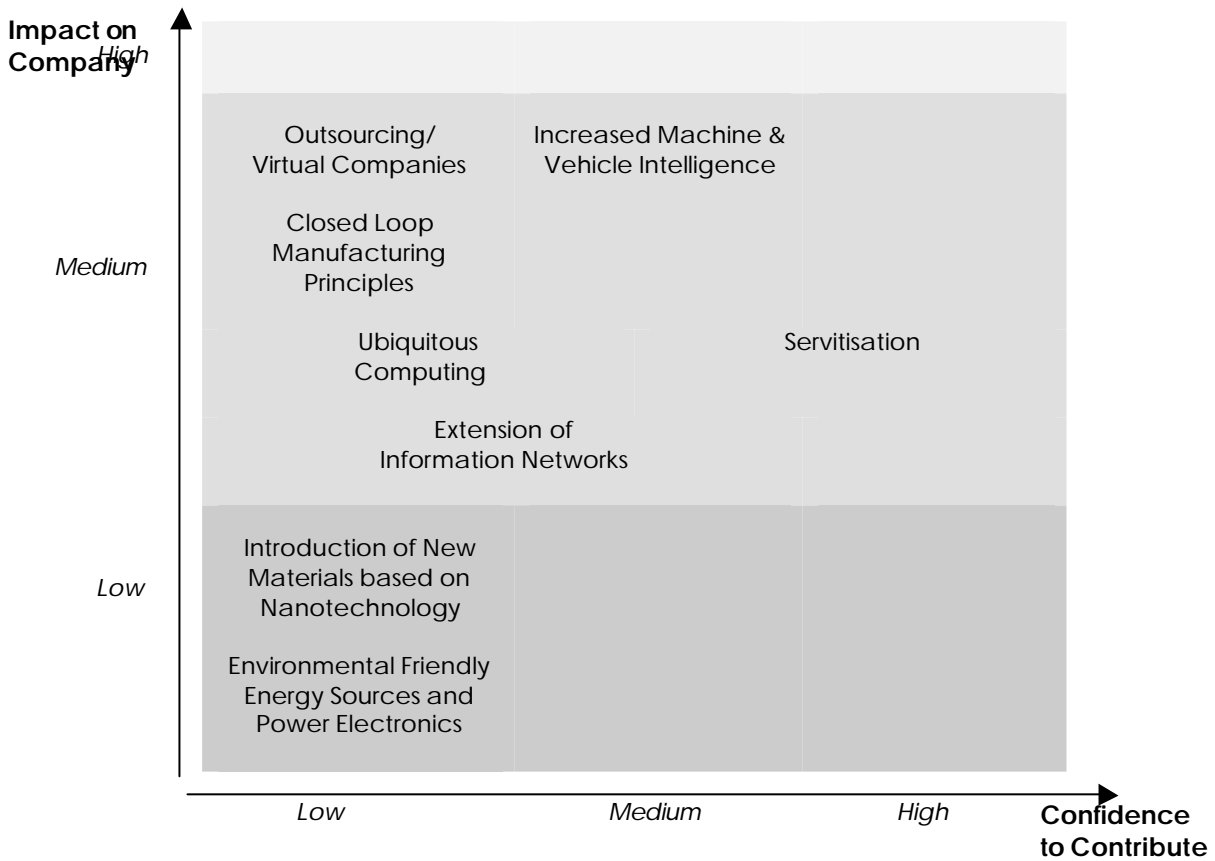 Impact on
Company
High
Outsourcing/
Virtual Companies
Increased Machine &
Vehicle Intelligence
Closed Loop
Manufacturing
Principles
Medium
Ubiquitous
Computing
Servitisation
Extension of
Information Networks
Introduction of New
Materials based on
Nanotechnology
Low
Environmental Friendly
Energy Sources and
Power Electronics
Low
Medium
High
Confidence
to Contribute